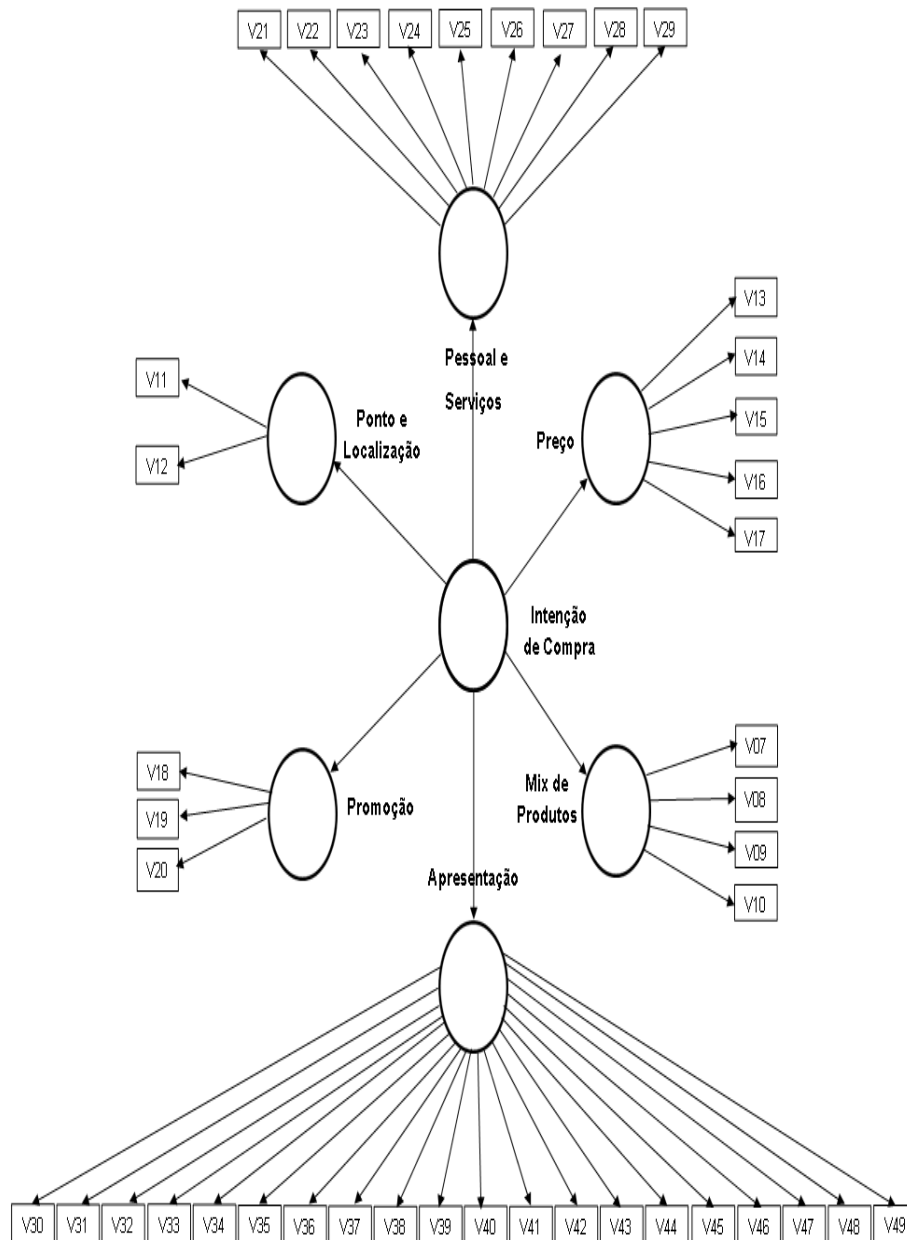 V21 V22 V23 V24 V25 V26 V27 V28 V29
Pessoal e
Serviços
V11
V12
Ponto e
Localização
Preço
V13
V14
V15
V16
V17
Intenção
de Compra
V18
V19
V20
Promoção
Mix de
Produtos
V07
V08
V09
V10
Apresentação
V30 V31 V32 V33 V34 V35 V36 V37 V38 V39 V40 V41 V42 V43 V44 V45 V46 V47 V48 V49